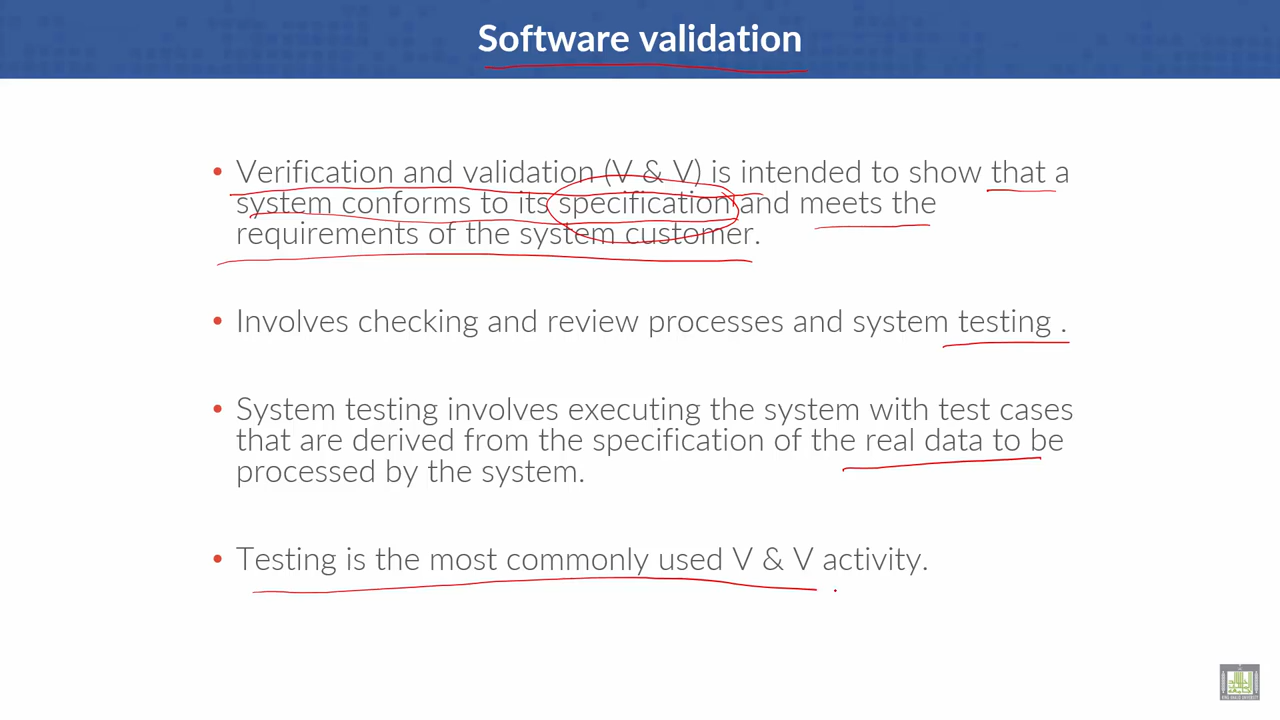 Software validation
• Verification and validation (V & V) is intended to show that a
system conforms to its specification and meets the
requirements of the system customer.
• Involves checking and review processes and system testing .
• System testing involves executing the system with test cases
that are derived from the specification of the real data to be
processed by the system.
• Testing is the most commonly used V & V activity.